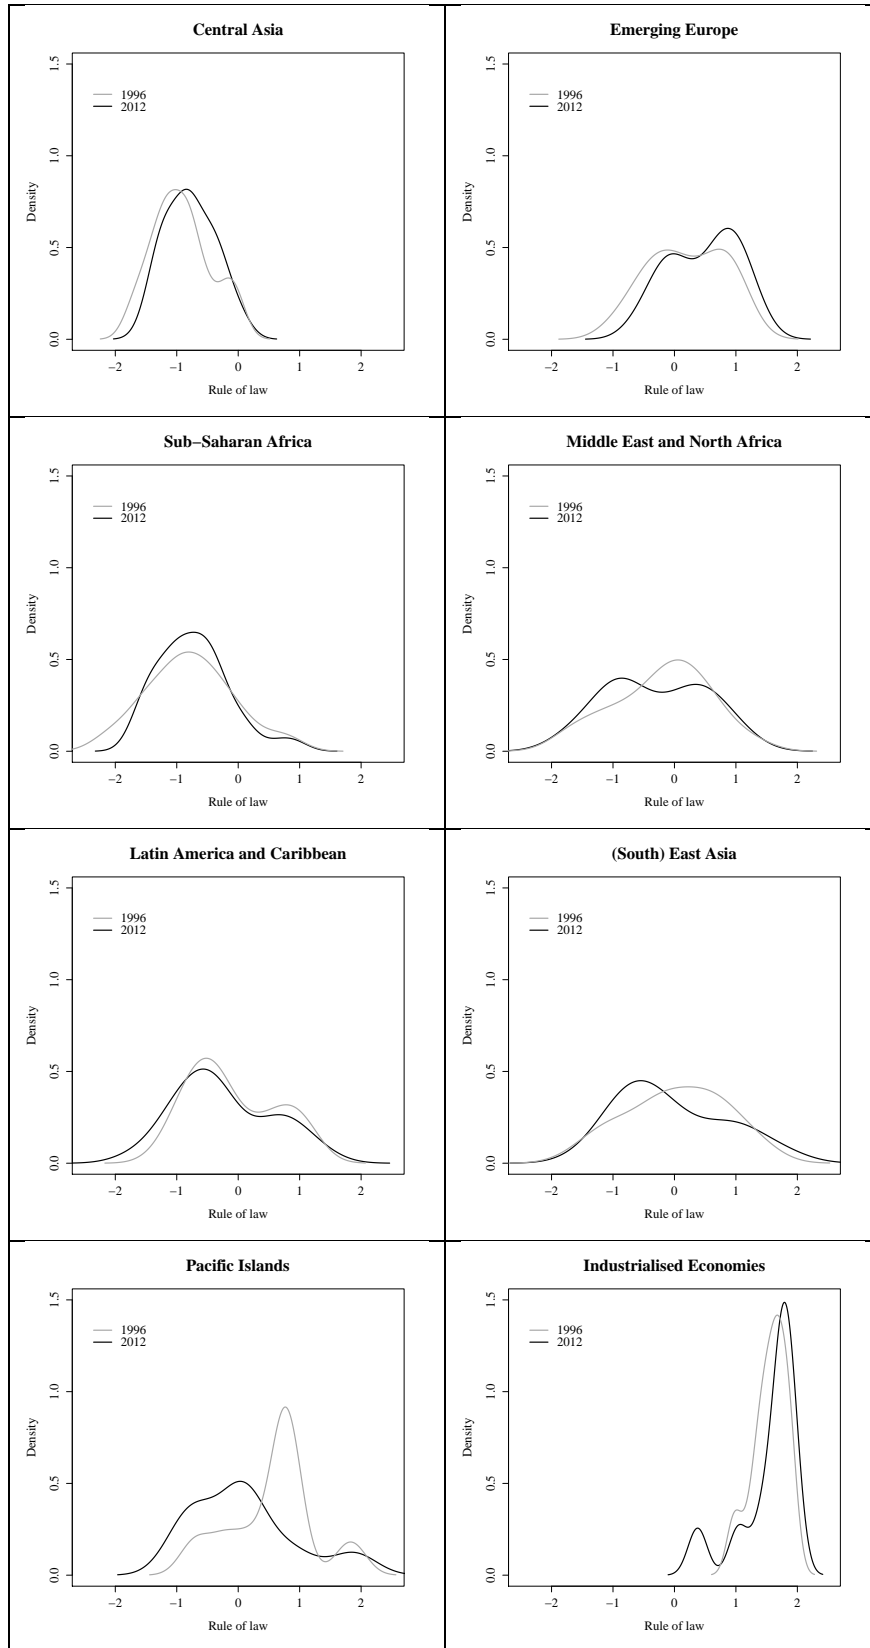 Central Asia
1996
2012
Density
0.0 0.5 1.0 1.5
−2 −1 0 1 2
Rule of law
Emerging Europe
1996
2012
Density
0.0 0.5 1.0 1.5
−2 −1 0 1 2
Rule of law
Sub−Saharan Africa
1996
2012
Density
0.0 0.5 1.0 1.5
−2 −1 0 1 2
Rule of law
Middle East and North Africa
1996
2012
Density
0.0 0.5 1.0 1.5
−2 −1 0 1 2
Rule of law
Latin America and Caribbean
1996
2012
Density
0.0 0.5 1.0 1.5
−2 −1 0 1 2
Rule of law
(South) East Asia
1996
2012
Density
0.0 0.5 1.0 1.5
−2 −1 0 1 2
Rule of law
Pacific Islands
1996
2012
Density
0.0 0.5 1.0 1.5
−2 −1 0 1 2
Rule of law
Industrialised Economies
1996
2012
Density
0.0 0.5 1.0 1.5
−2 −1 0 1 2
Rule of law